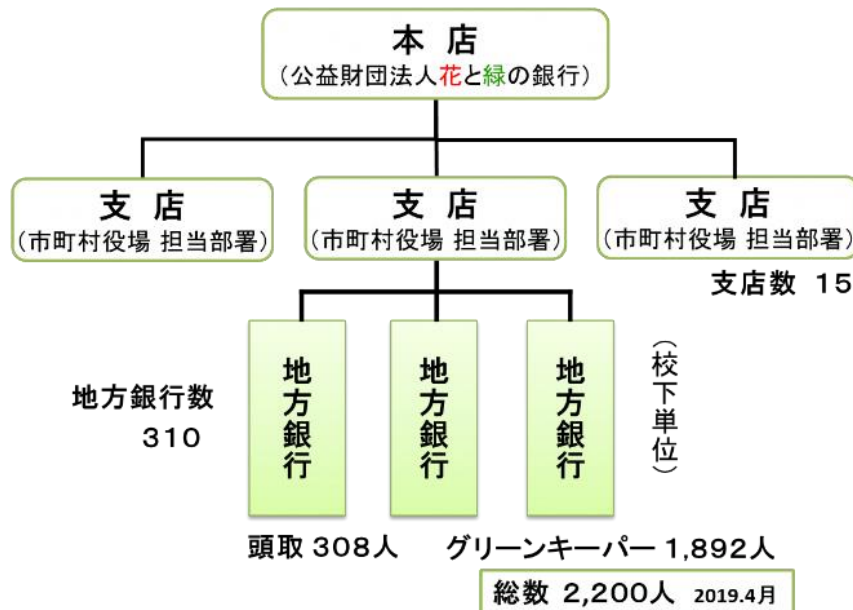 本 店
(公益財団法人花と緑の銀行)
支 店
(市町村役場 担当部署)
支 店
(市町村役場 担当部署)
支 店
(市町村役場 担当部署)
支店数 15
地方銀行数
310
地方銀行
地方銀行
地方銀行
(校下単位)
頭取 308人 グリーンキーパー 1,892人
総数 2,200人 2019.4月